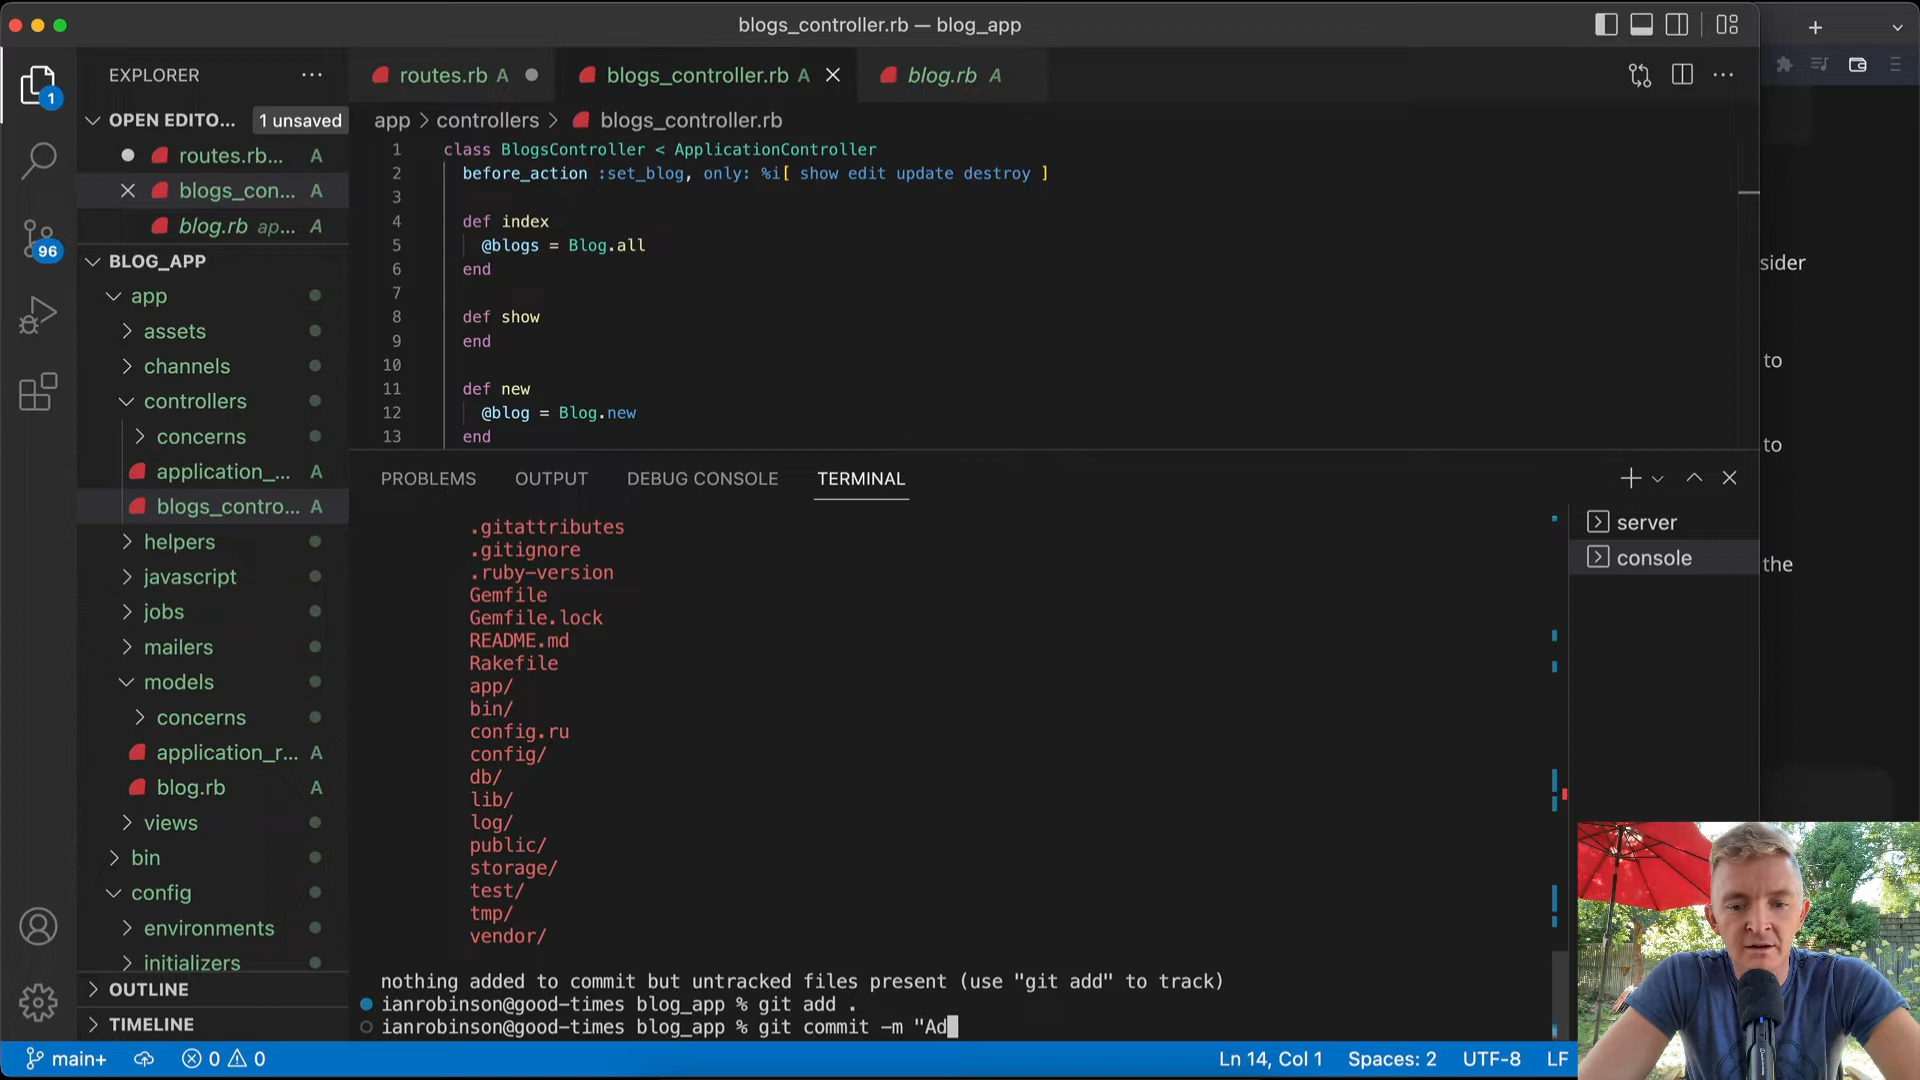 blogs_controller.rb — blog_app
EXPLORER
OPEN EDITO... 1 unsaved
routes.rb... A
blogs_con... A
blog.rb ap... A
BLOG_APP
app
assets
channels
controllers
concerns
application_... A
blogs_contro... A
helpers
javascript
jobs
mailers
models
concerns
application_r... A
blog.rb A
views
bin
config
environments
initializers
OUTLINE
TIMELINE
1
96
routes.rb A
blogs_controller.rb A
blog.rb A
app > controllers > blogs_controller.rb
1 class BlogsController < ApplicationController
2 before_action :set_blog, only: %i[ show edit update destroy ]
3
4 def index
5 @blogs = Blog.all
6 end
7
8 def show
9 end
10
11 def new
12 @blog = Blog.new
13 end
PROBLEMS OUTPUT DEBUG CONSOLE TERMINAL
.gitattributes
.gitignore
.ruby-version
Gemfile
Gemfile.lock
README.md
Rakefile
app/
bin/
config.ru
config/
db/
lib/
log/
public/
storage/
test/
tmp/
vendor/
nothing added to commit but untracked files present (use "git add" to track)
ianrobinson@good-times blog_app % git add .
ianrobinson@good-times blog_app % git commit -m "Ad
server
console
sider
to
to
the
main+ 0 0 Ln 14, Col 1 Spaces: 2 UTF-8 LF